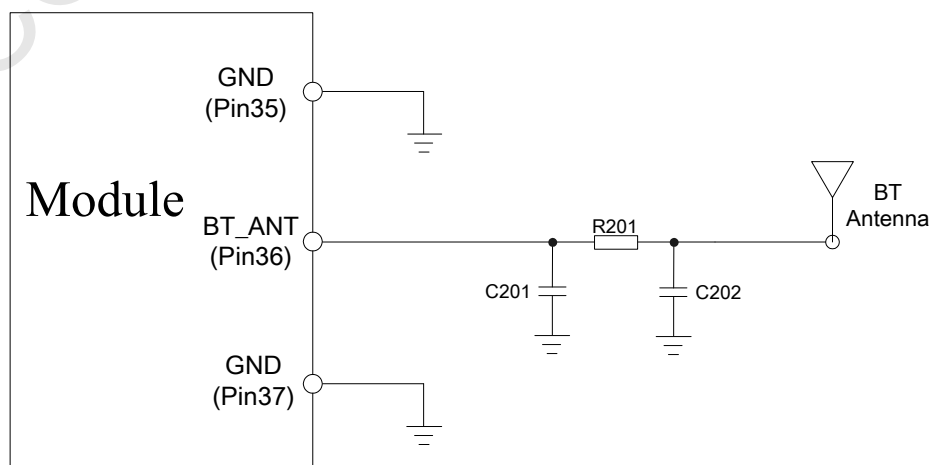 GND
(Pin35)
Module
BT_ANT
(Pin36)
R201
BT
Antenna
C201
C202
GND
(Pin37)